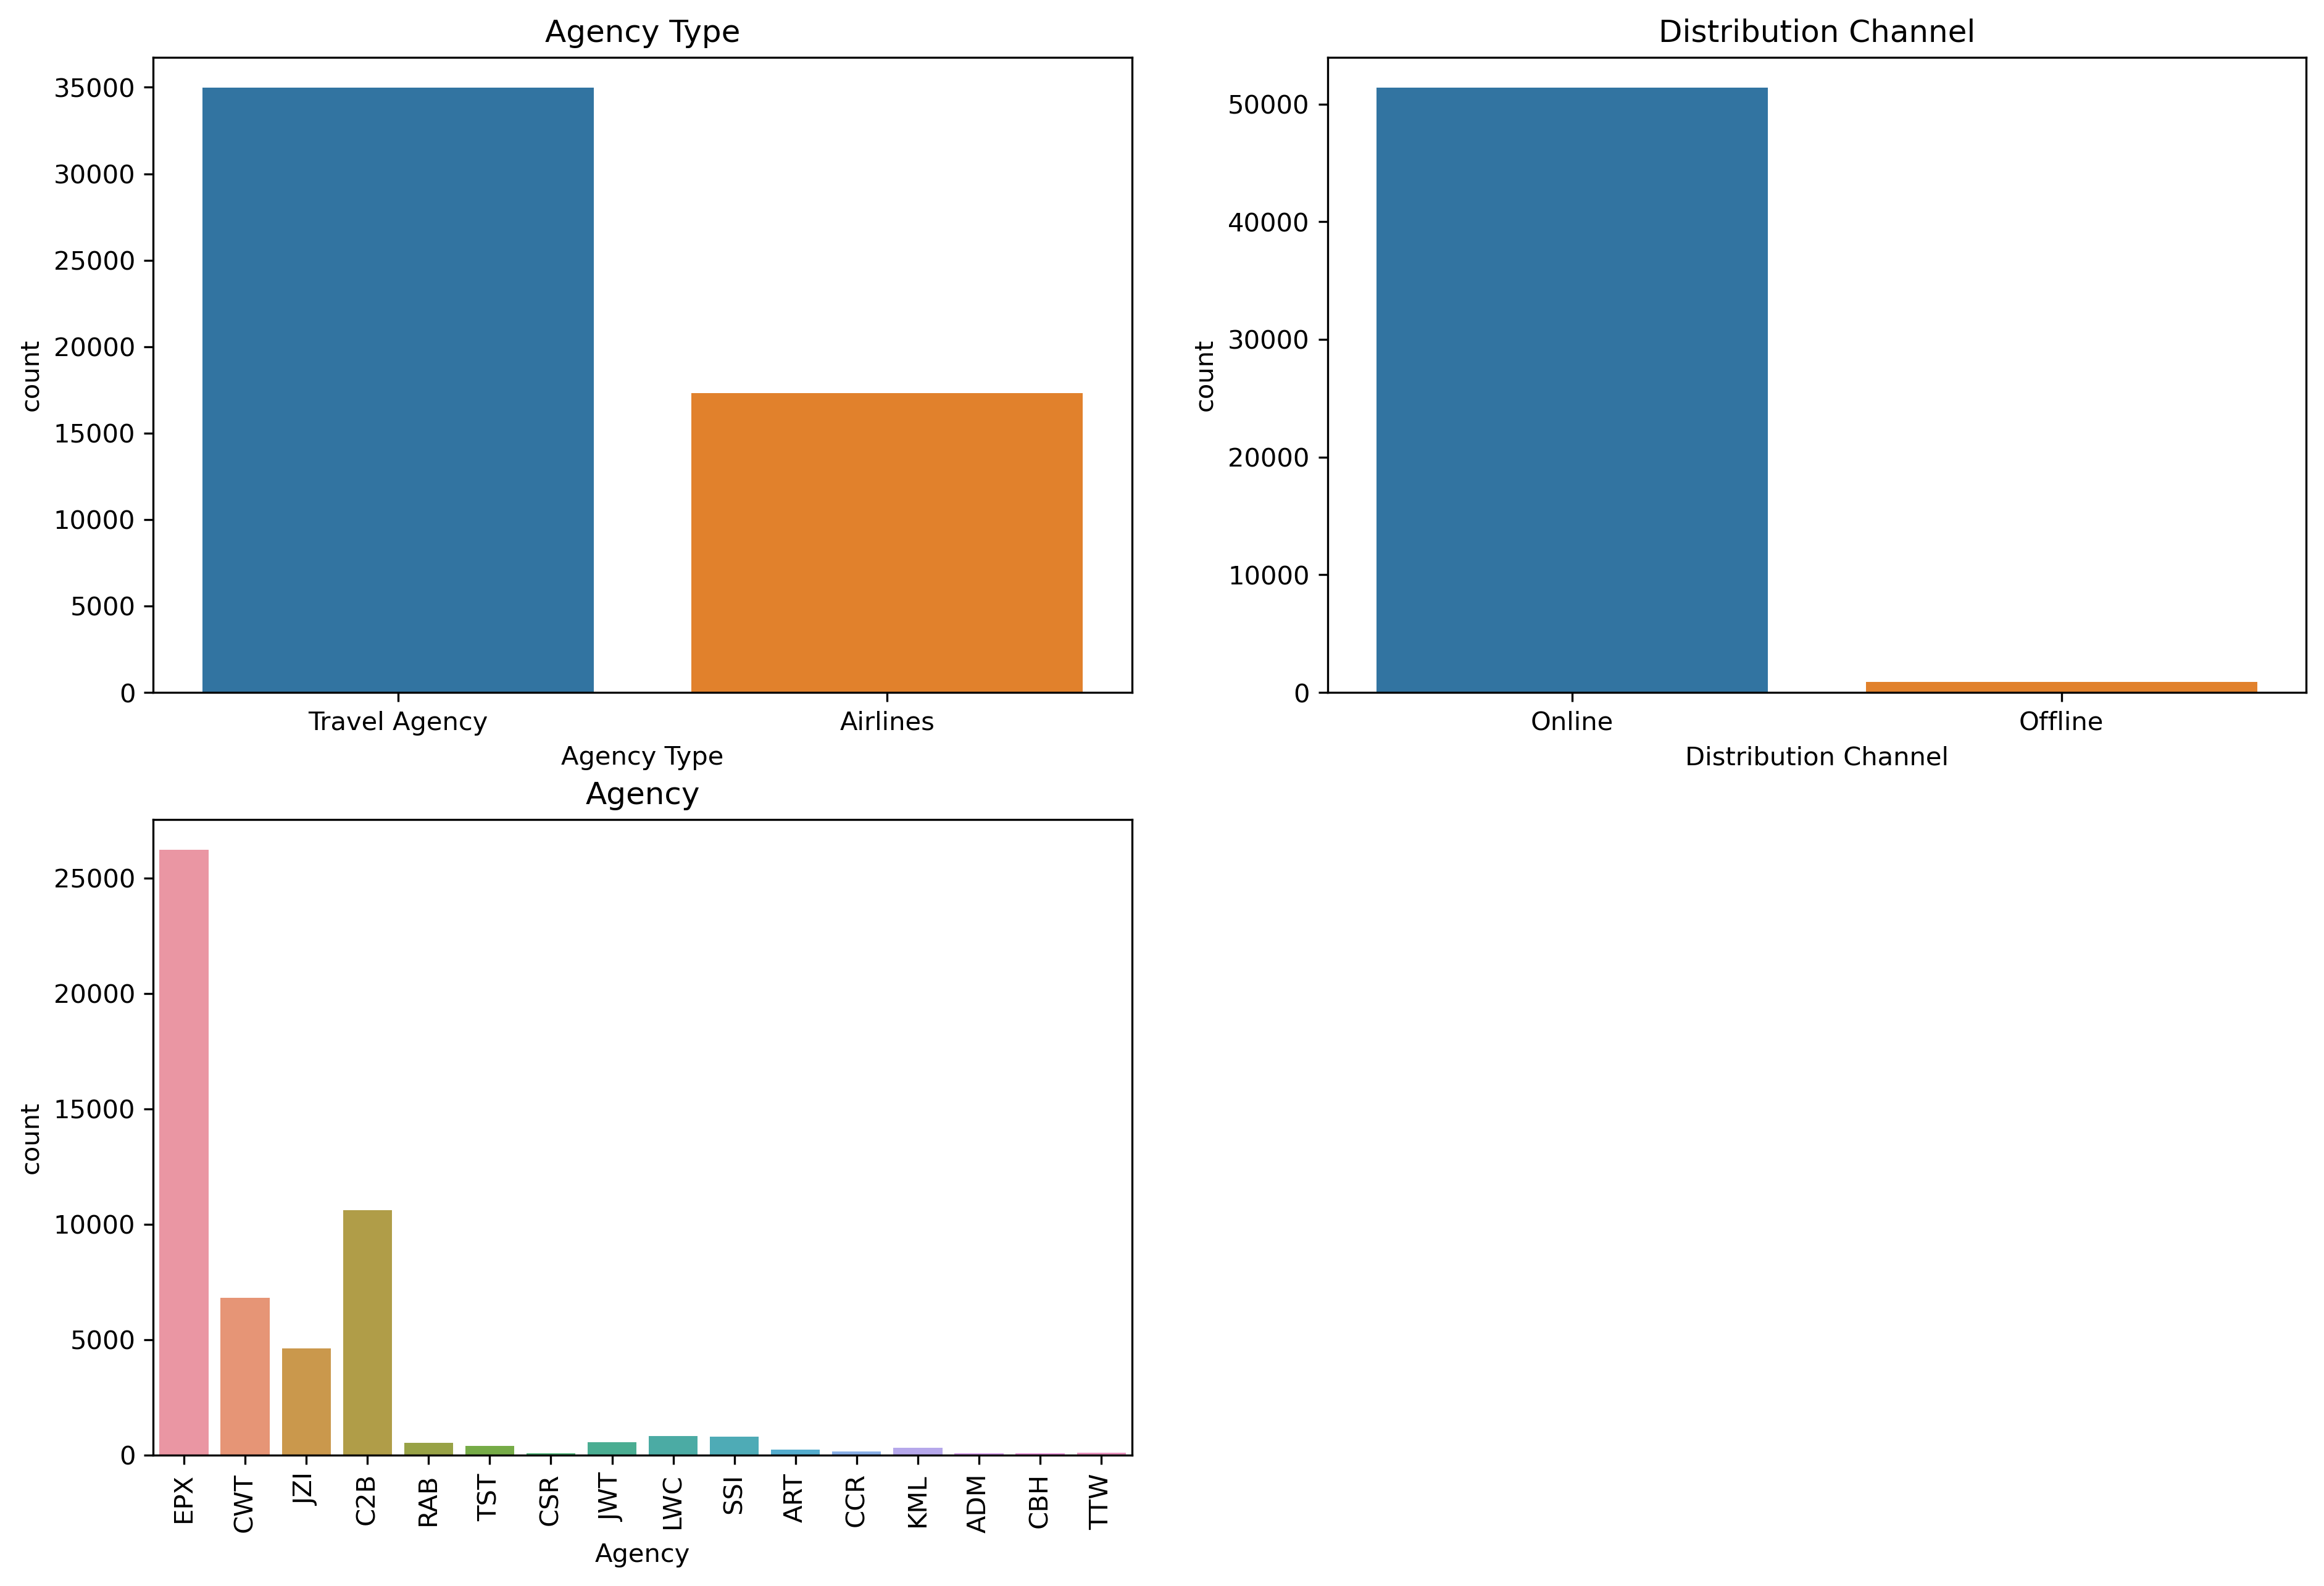 Agency Type
35000
30000
25000
20000
15000
10000
5000
0
count
Travel Agency Airlines
Agency Type
Distribution Channel
50000
40000
30000
20000
10000
0
count
Online Offline
Distribution Channel
Agency
25000
20000
15000
10000
5000
0
count
EPX CWT JZI C2B RAB TST CSR JWT LWC SSI ART CCR KML ADM CBH TTW
Agency